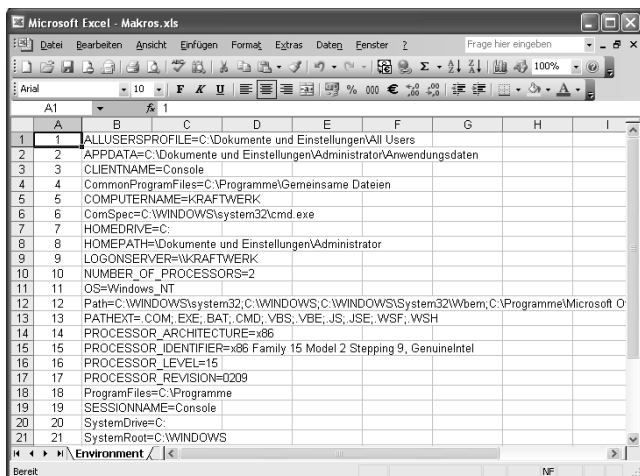 Microsoft Excel - Makros.xls
Datei Bearbeiten Ansicht Einfügen Format Extras Daten Fenster ? Frage hier eingeben
100%
Arial 10 F K U % 000 €
A1 fx 1
A B C D E F G H I
1 1 ALLUSERSPROFILE=C:\Dokumente und Einstellungen\All Users
2 2 APPDATA=C:\Dokumente und Einstellungen\Administrator\Anwendungsdaten
3 3 CLIENTNAME=Console
4 4 CommonProgramFiles=C:\Programme\Gemeinsame Dateien
5 5 COMPUTERNAME=KRAFTWERK
6 6 ComSpec=C:\WINDOWS\system32\cmd.exe
7 7 HOMEDRIVE=C:
8 8 HOMEPATH=\Dokumente und Einstellungen\Administrator
9 9 LOGONSERVER=\\KRAFTWERK
10 10 NUMBER_OF_PROCESSORS=2
11 11 OS=Windows_NT
12 12 Path=C:\WINDOWS\system32;C:\WINDOWS;C:\WINDOWS\System32\Wbem;C:\Programme\Microsoft O
13 13 PATHEXT=.COM;.EXE;.BAT;.CMD;.VBS;.VBE;.JS;.JSE;.WSF;.WSH
14 14 PROCESSOR_ARCHITECTURE=x86
15 15 PROCESSOR_IDENTIFIER=x86 Family 15 Model 2 Stepping 9, GenuineIntel
16 16 PROCESSOR_LEVEL=15
17 17 PROCESSOR_REVISION=0209
18 18 ProgramFiles=C:\Programme
19 19 SESSIONNAME=Console
20 20 SystemDrive=C:
21 21 SystemRoot=C:\WINDOWS
Environment
Bereit NF